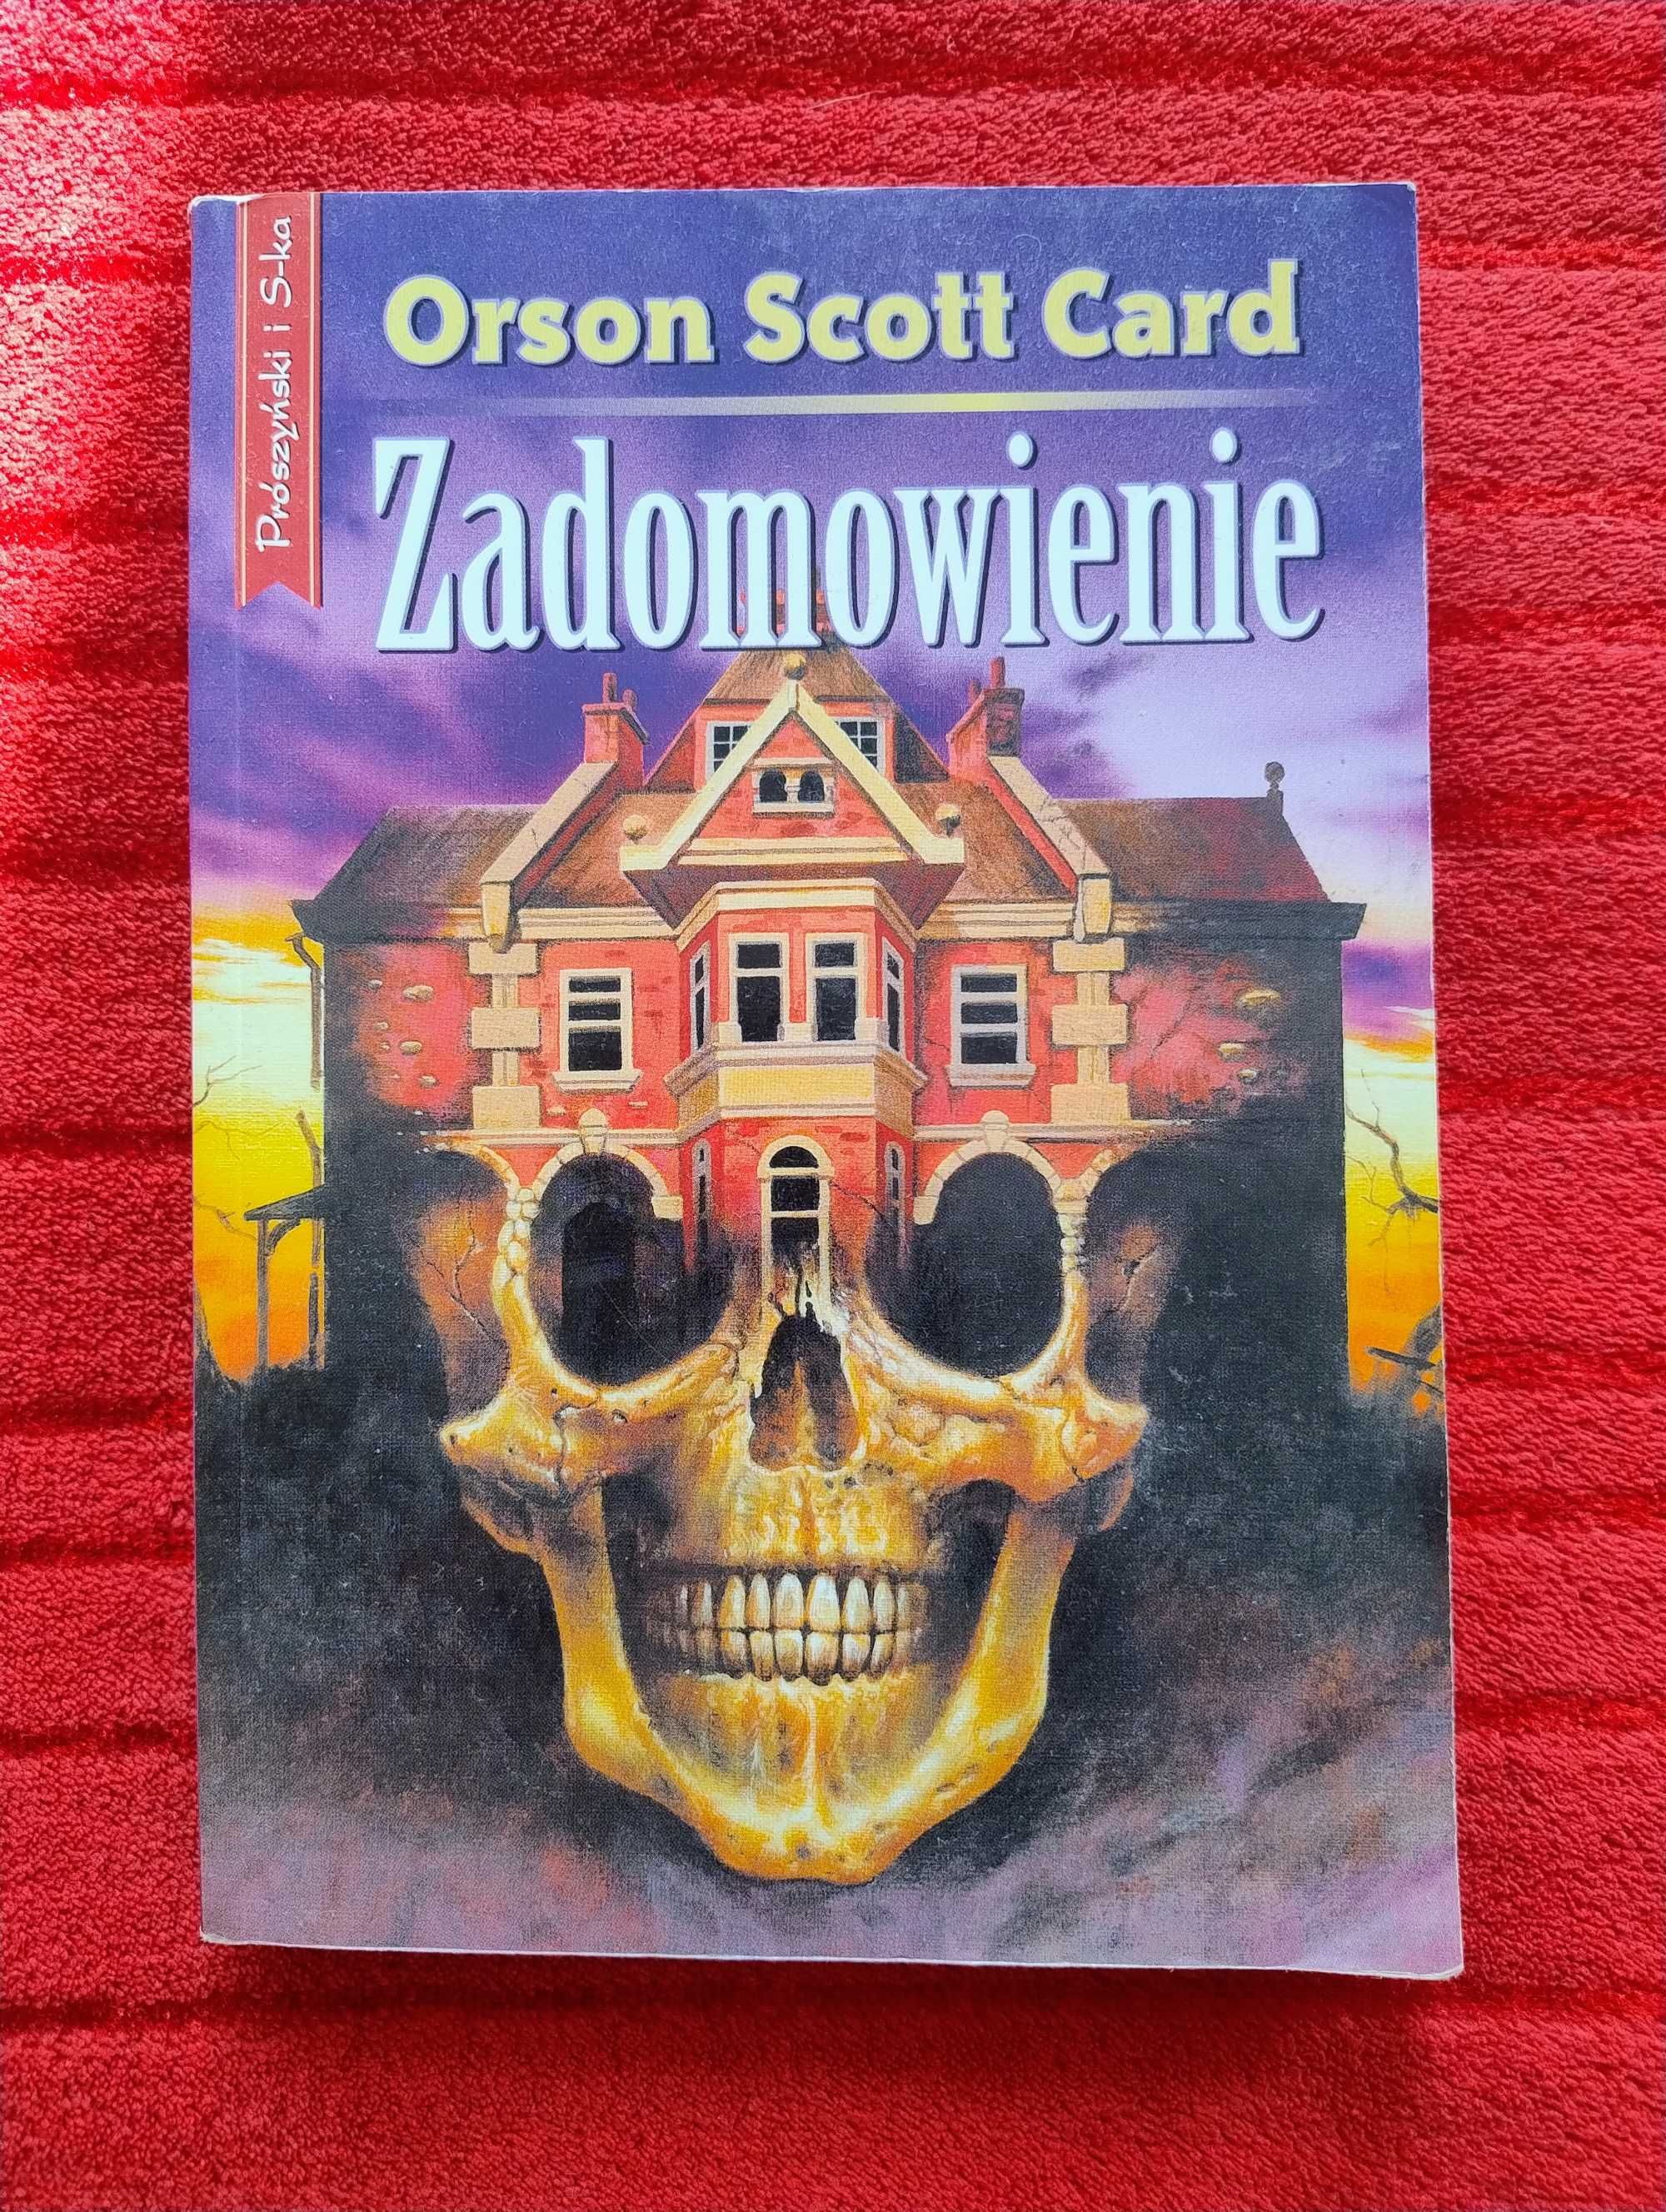 Prószyński i S-ka
Orson Scott Card
Zadomowienie